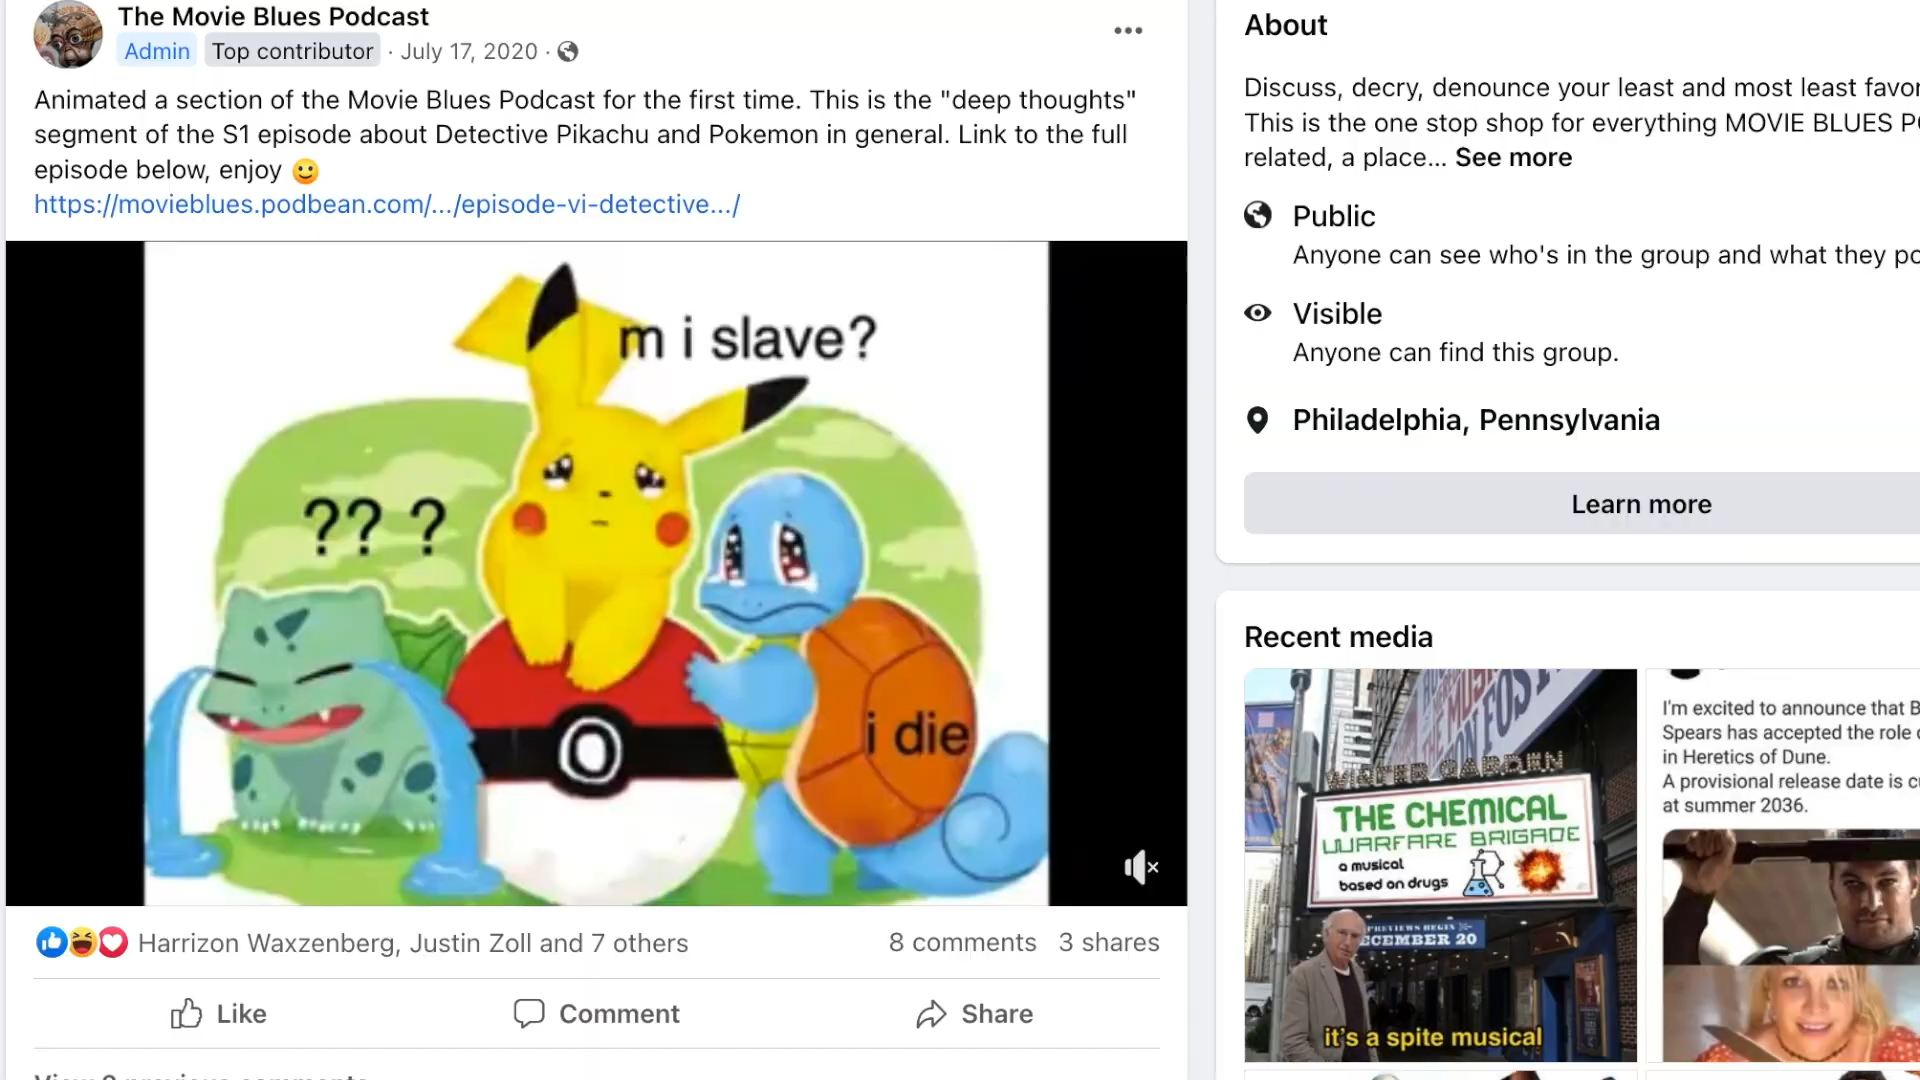 The Movie Blues Podcast
Admin Top contributor · July 17, 2020 ·
Animated a section of the Movie Blues Podcast for the first time. This is the "deep thoughts"
segment of the S1 episode about Detective Pikachu and Pokemon in general. Link to the full
episode below, enjoy 🙂
https://movieblues.podbean.com/.../episode-vi-detective.../
m i slave?
?? ?
i die
Harrizon Waxzenberg, Justin Zoll and 7 others
8 comments 3 shares
Like Comment Share
About
Discuss, decry, denounce your least and most least
This is the one stop shop for everything MOVIE BLUES
related, a place... See more
Public
Anyone can see who's in the group and what they
Visible
Anyone can find this group.
Philadelphia, Pennsylvania
Learn more
Recent media
WINTER GARDEN
THE CHEMICAL
WARFARE BRIGADE
a musical
based on drugs
PREVIEWS BEGIN
DECEMBER 20
it's a spite musical
I'm excited to announce that
Spears has accepted the role
in Heretics of Dune.
A provisional release date is
at summer 2036.